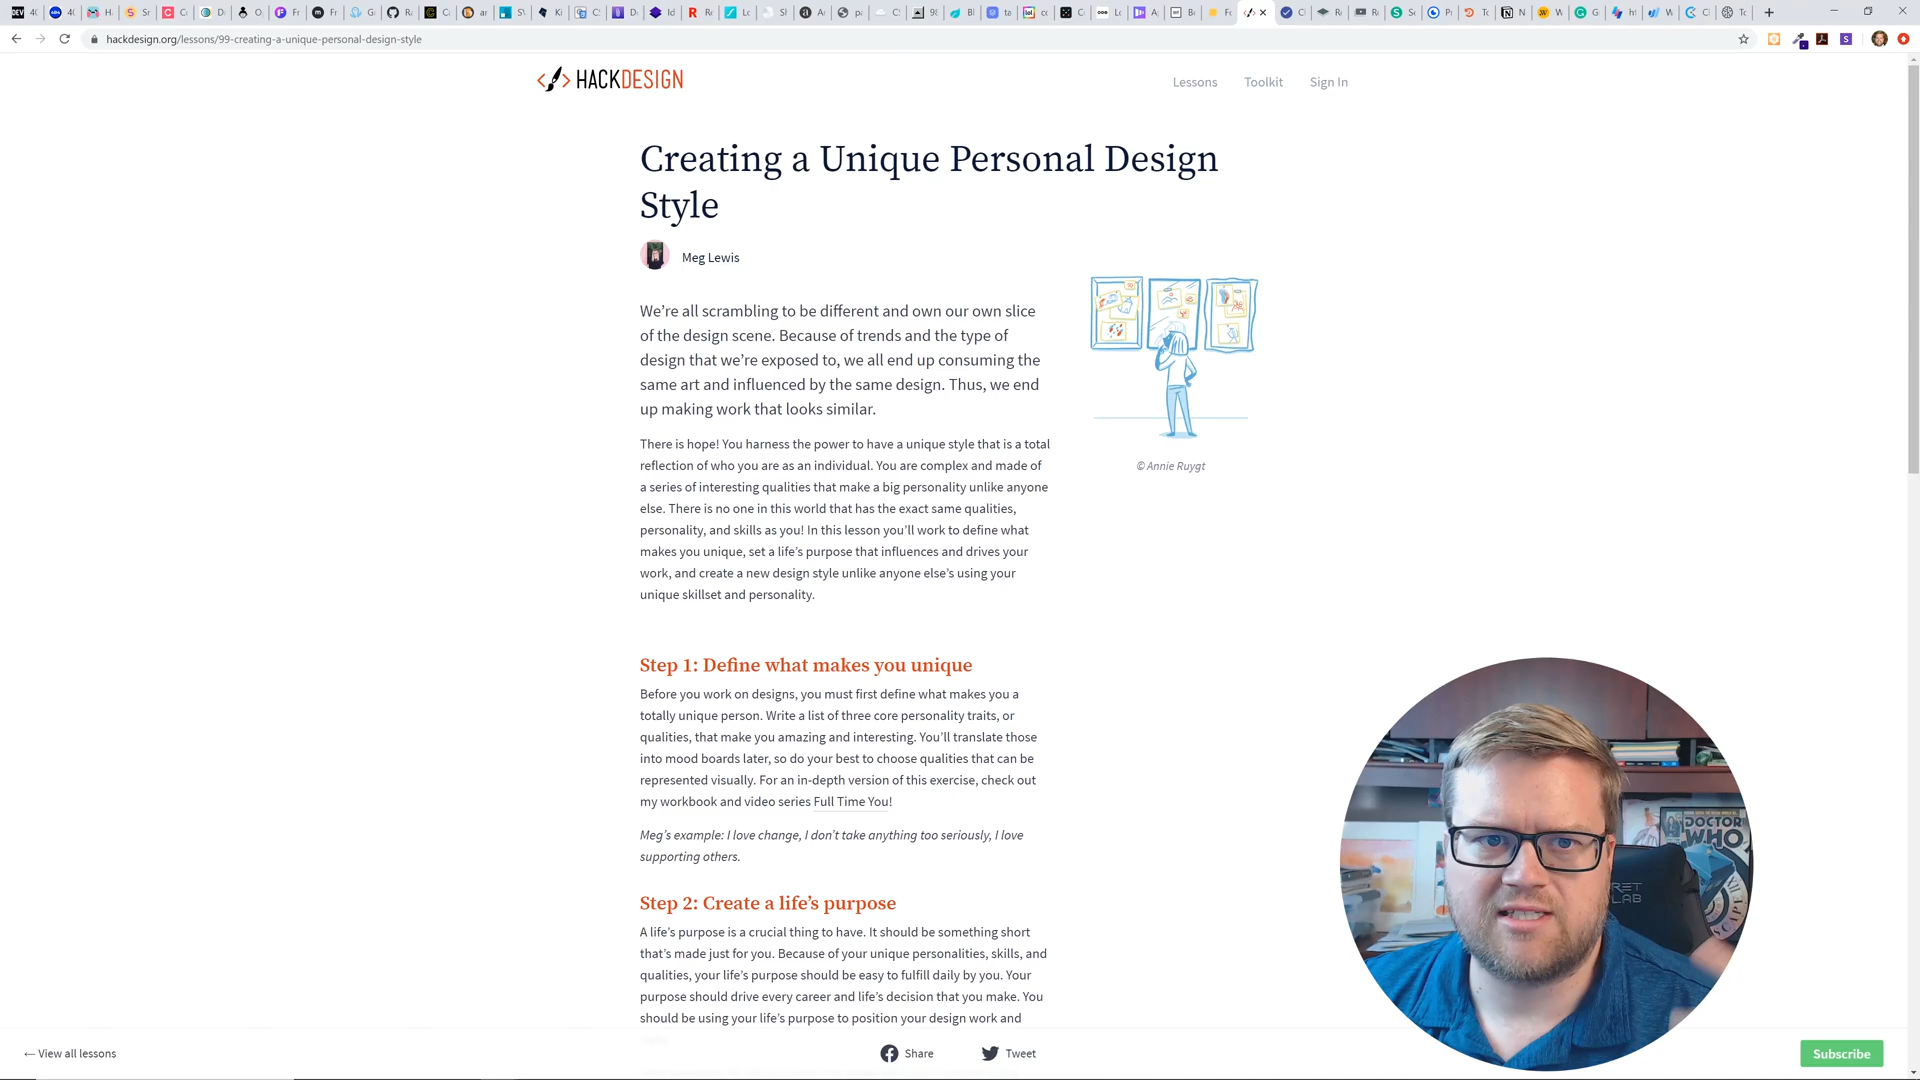 hackdesign.org/lessons/99-creating-a-unique-personal-design-style
HACKDESIGN
Lessons
Toolkit
Sign In
Creating a Unique Personal Design
Style
Meg Lewis
We’re all scrambling to be different and own our own slice
of the design scene. Because of trends and the type of
design that we’re exposed to, we all end up consuming the
same art and influenced by the same design. Thus, we end
up making work that looks similar.
© Annie Ruygt
There is hope! You harness the power to have a unique style that is a total
reflection of who you are as an individual. You are complex and made of
a series of interesting qualities that make a big personality unlike anyone
else. There is no one in this world that has the exact same qualities,
personality, and skills as you! In this lesson you’ll work to define what
makes you unique, set a life’s purpose that influences and drives your
work, and create a new design style unlike anyone else’s using your
unique skillset and personality.
Step 1: Define what makes you unique
Before you work on designs, you must first define what makes you a
totally unique person. Write a list of three core personality traits, or
qualities, that make you amazing and interesting. You’ll translate those
into mood boards later, so do your best to choose qualities that can be
represented visually. For an in-depth version of this exercise, check out
my workbook and video series Full Time You!
Meg’s example: I love change, I don’t take anything too seriously, I love
supporting others.
Step 2: Create a life’s purpose
A life’s purpose is a crucial thing to have. It should be something short
that’s made just for you. Because of your unique personalities, skills, and
qualities, your life’s purpose should be easy to fulfill daily by you. Your
purpose should drive every career and life’s decision that you make. You
should be using your life’s purpose to position your design work and
← View all lessons
Share
Tweet
Subscribe
DOCTOR
WHO